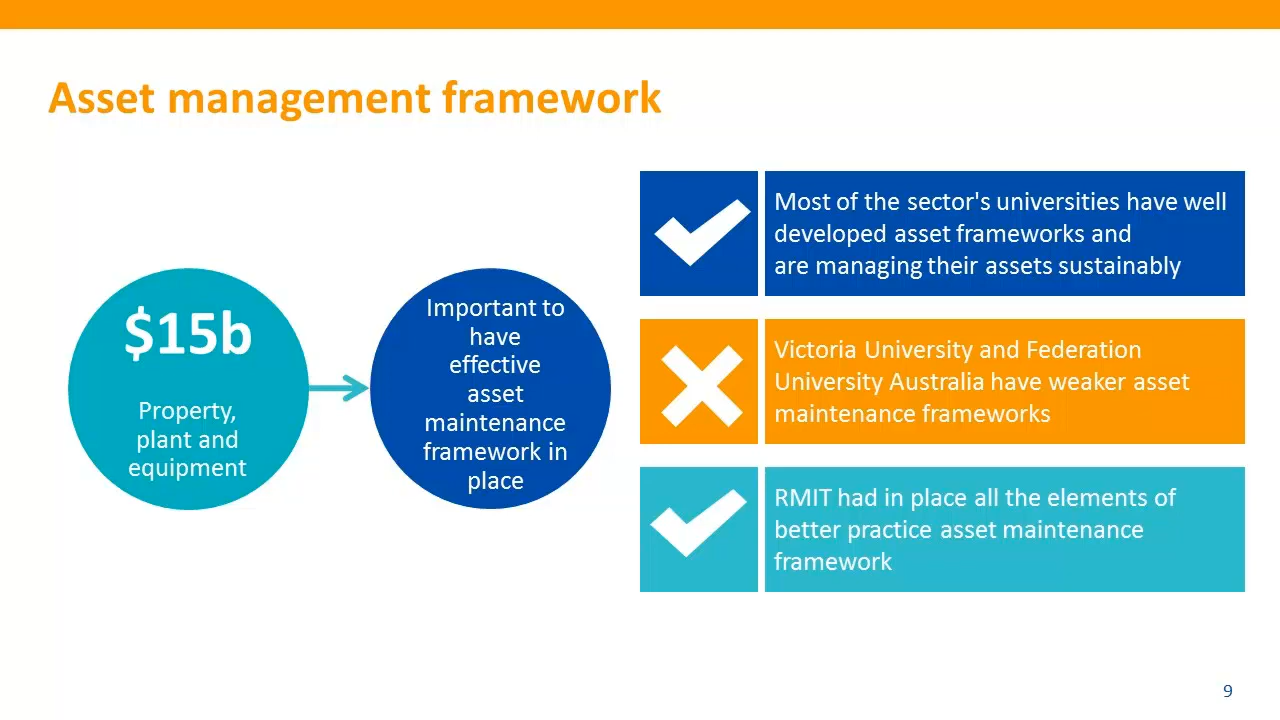 Asset management framework
$15b
Property,
plant and
equipment
Important to
have
effective
asset
maintenance
framework in
place
Most of the sector's universities have well
developed asset frameworks and
are managing their assets sustainably
Victoria University and Federation
University Australia have weaker asset
maintenance frameworks
RMIT had in place all the elements of
better practice asset maintenance
framework
9